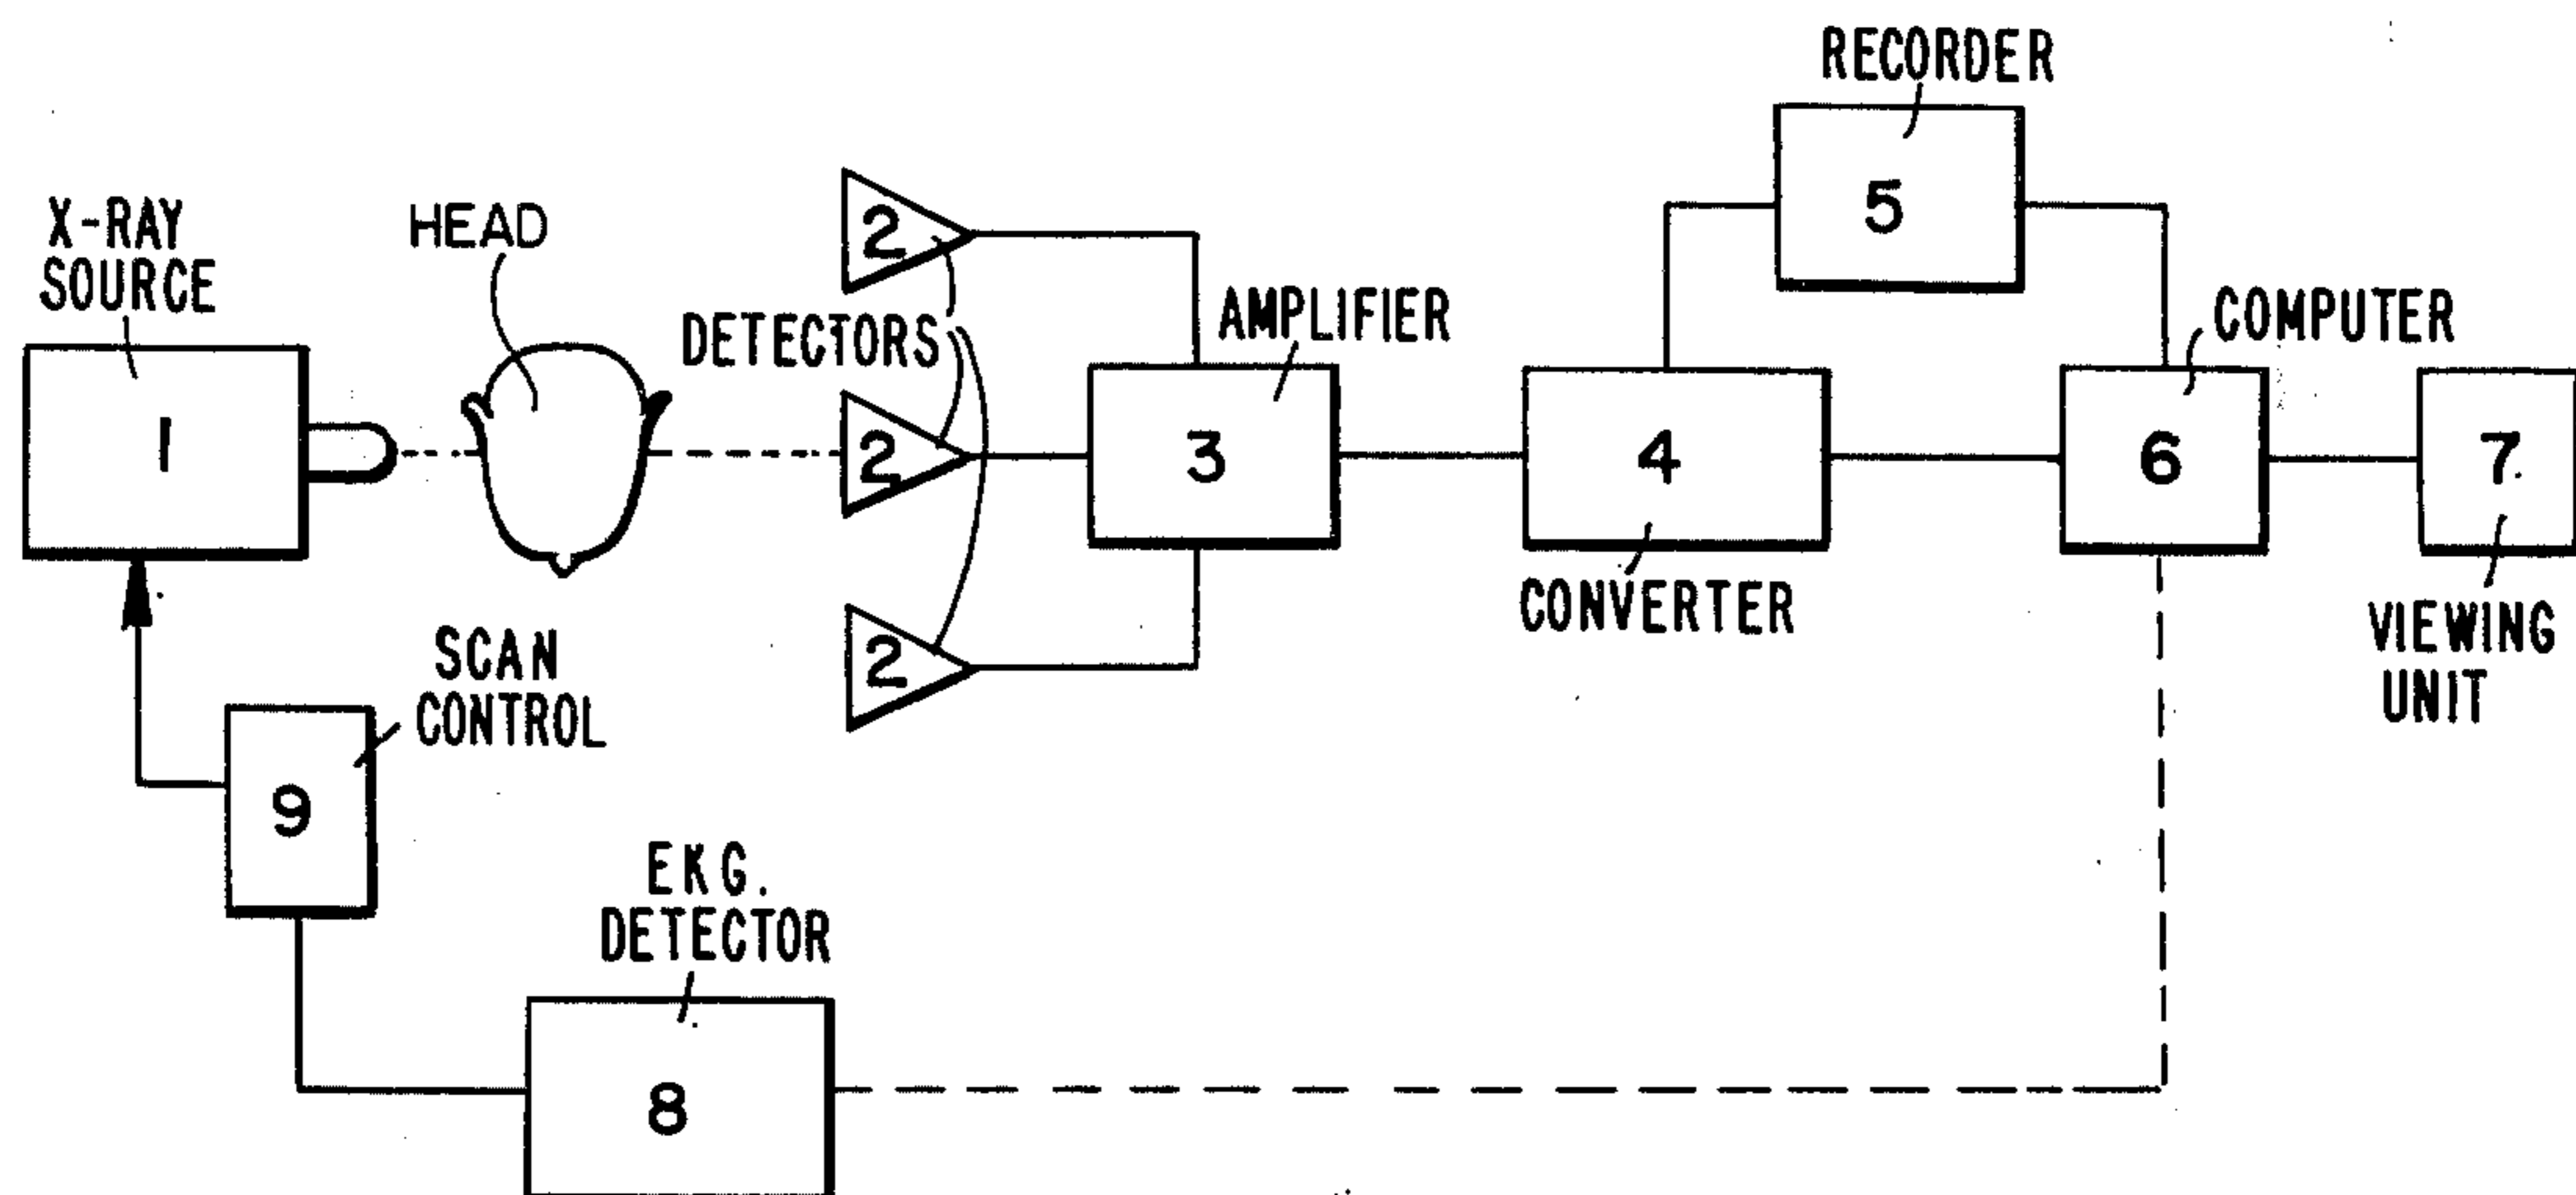 RECORDER
5
X-RAY
SOURCE
HEAD
2
DETECTORS
AMPLIFIER
COMPUTER
1
2
3
4
6
7
CONVERTER
VIEWING
UNIT
2
SCAN
CONTROL
9
EKG.
DETECTOR
8